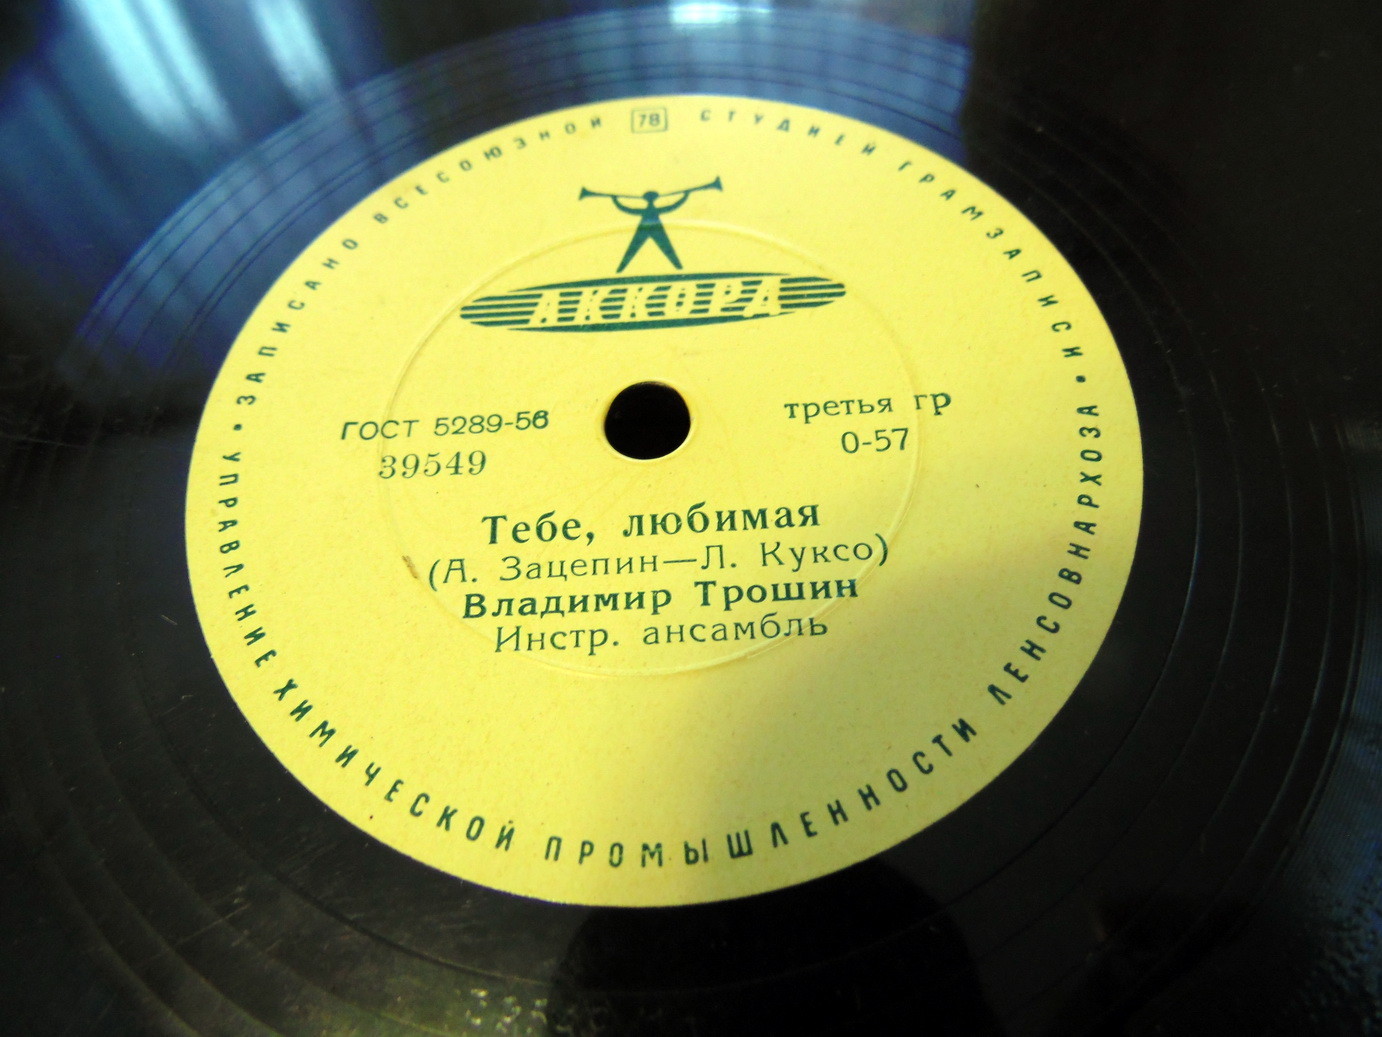 • ЗАПИСАНО ВСЕСОЮЗНОЙ 78 СТУДИЕЙ ГРАМЗАПИСИ •
АККОРД
ГОСТ 5289-56
39549
третья гр
0-57
Тебе, любимая
(А. Зацепин—Л. Куксо)
Владимир Трошин
Инстр. ансамбль
УПРАВЛЕНИЕ ХИМИЧЕСКОЙ ПРОМЫШЛЕННОСТИ ЛЕНСОВНАРХОЗА